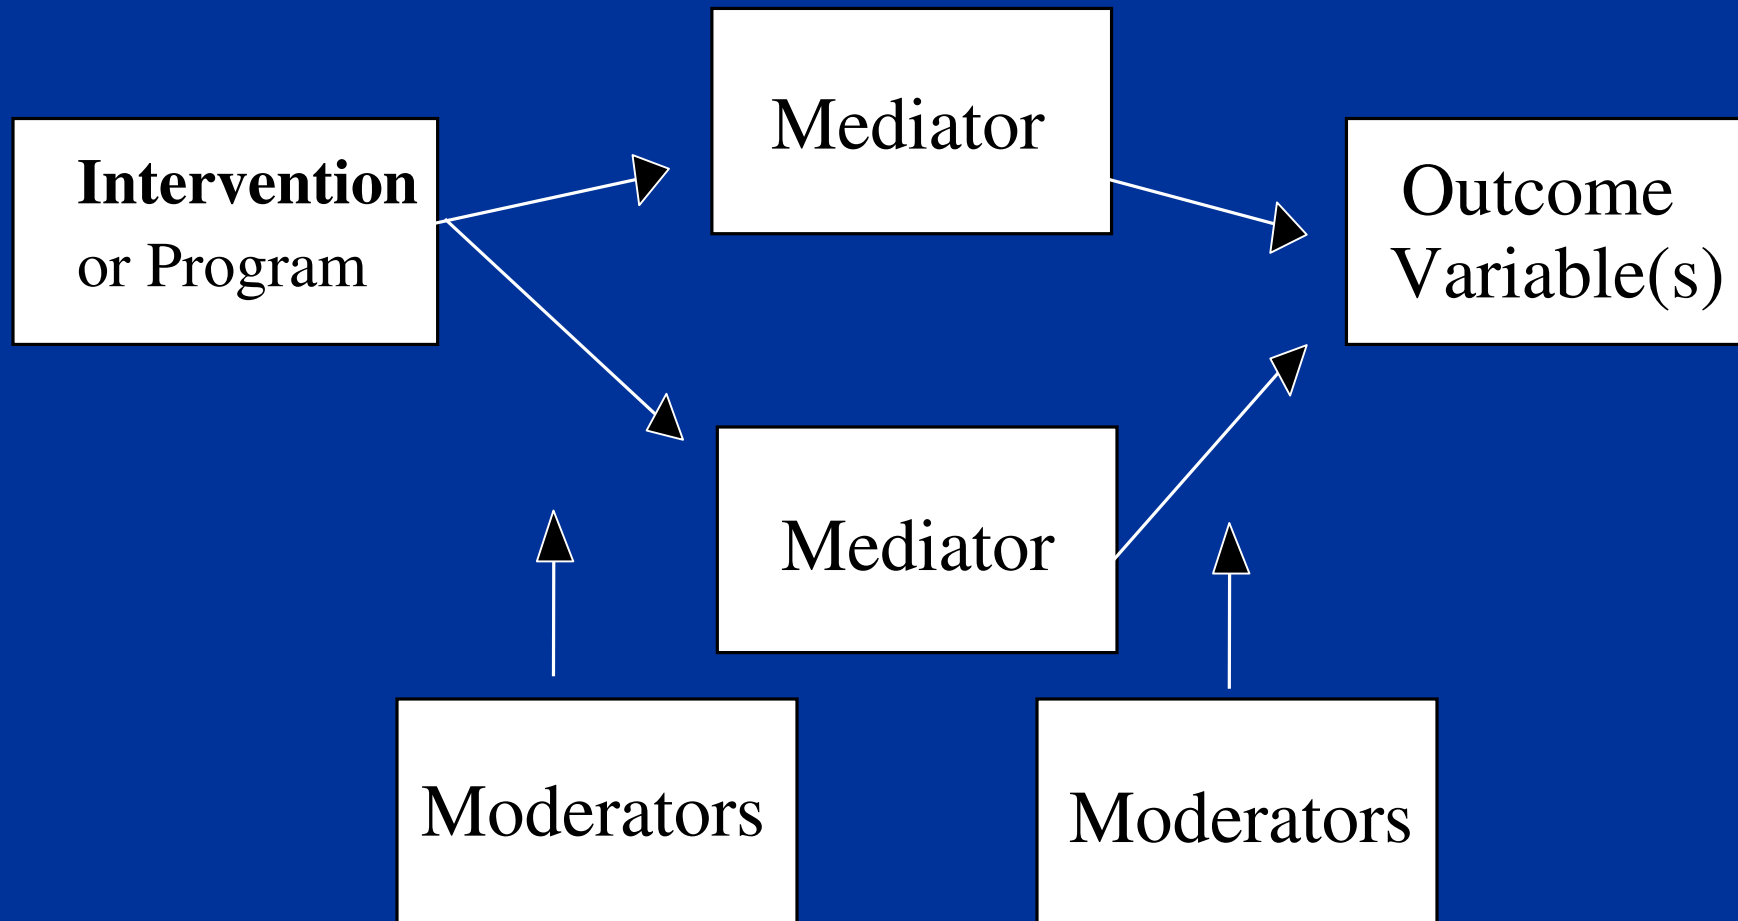 Mediator
Intervention
or Program
Outcome
Variable(s)
Mediator
Moderators
Moderators